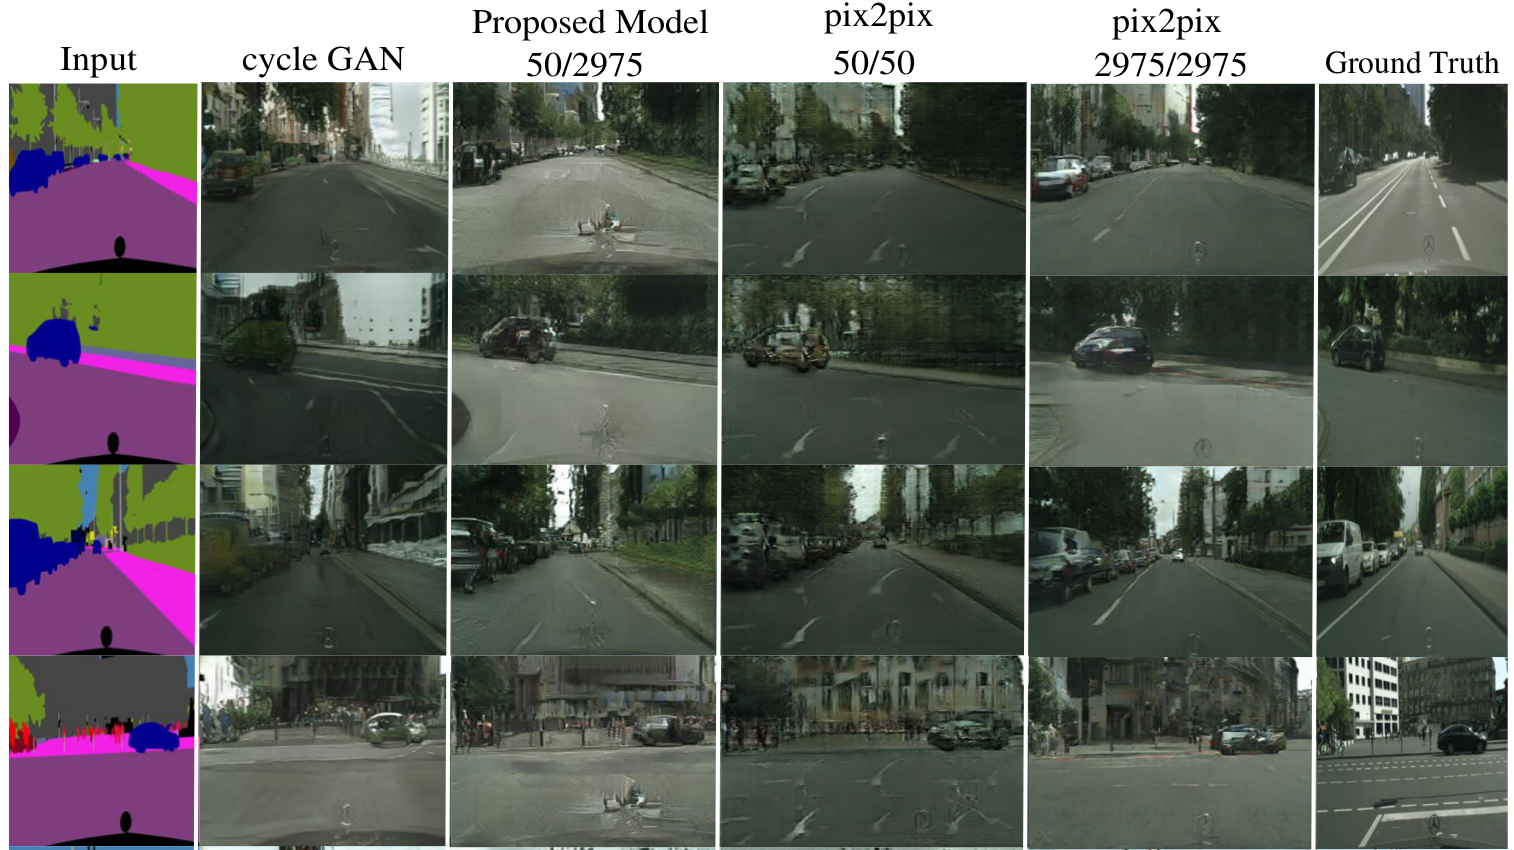 Input
cycle GAN
Proposed Model
50/2975
pix2pix
50/50
pix2pix
2975/2975
Ground Truth